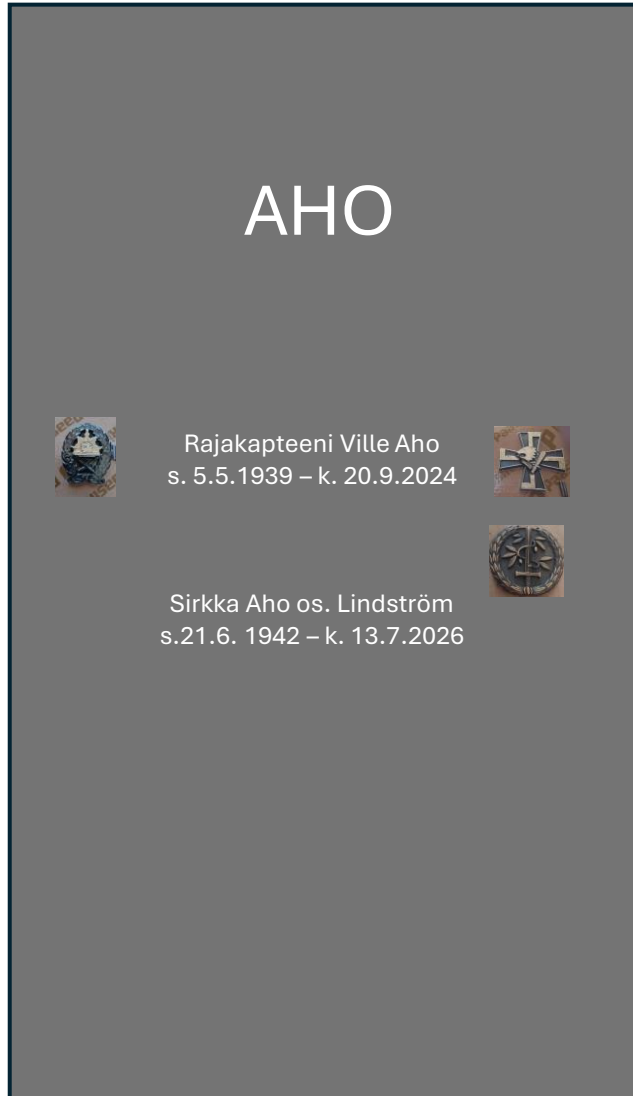 AHO
Rajakapteeni Ville Aho
s. 5.5.1939 – k. 20.9.2024
Sirkka Aho os. Lindström
s.21.6. 1942 – k. 13.7.2026